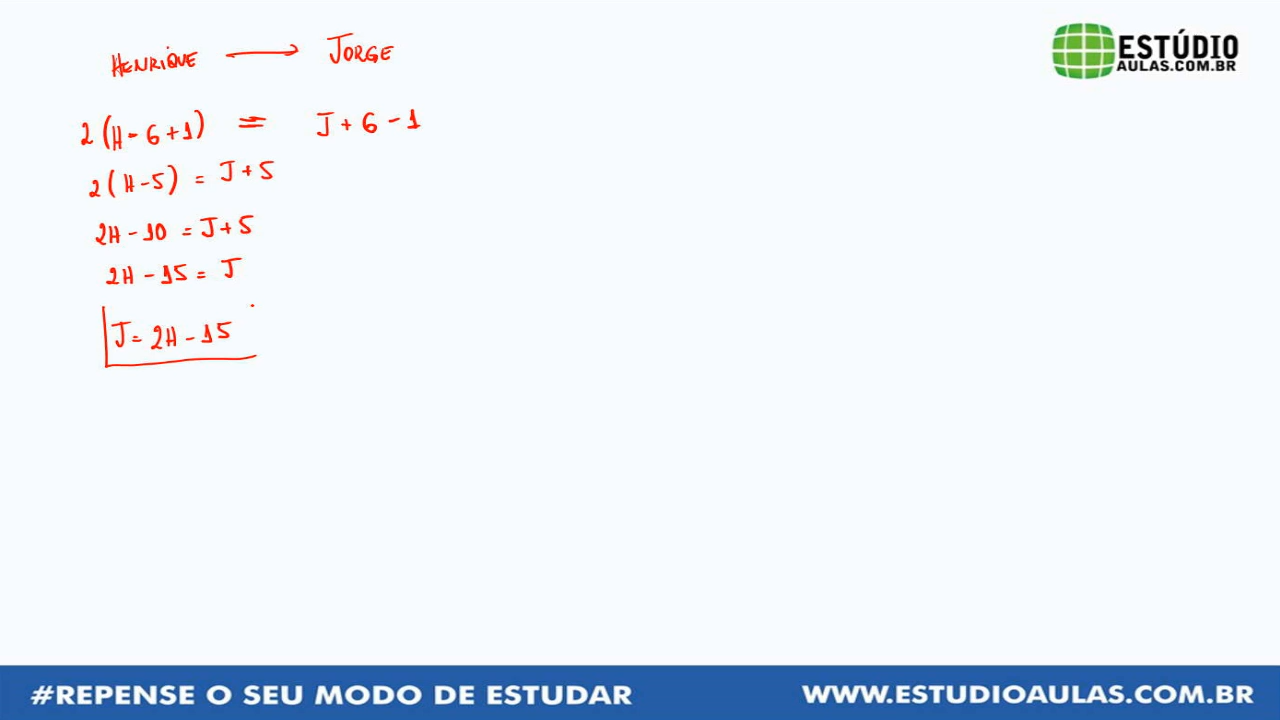 HENRIQUE → JORGE
2(H-6+1) = J+6-1
2(H-5) = J+5
2H-10 = J+5
2H-15 = J
J = 2H-15
ESTÚDIO
AULAS.COM.BR
#REPENSE O SEU MODO DE ESTUDAR
WWW.ESTUDIOAULAS.COM.BR